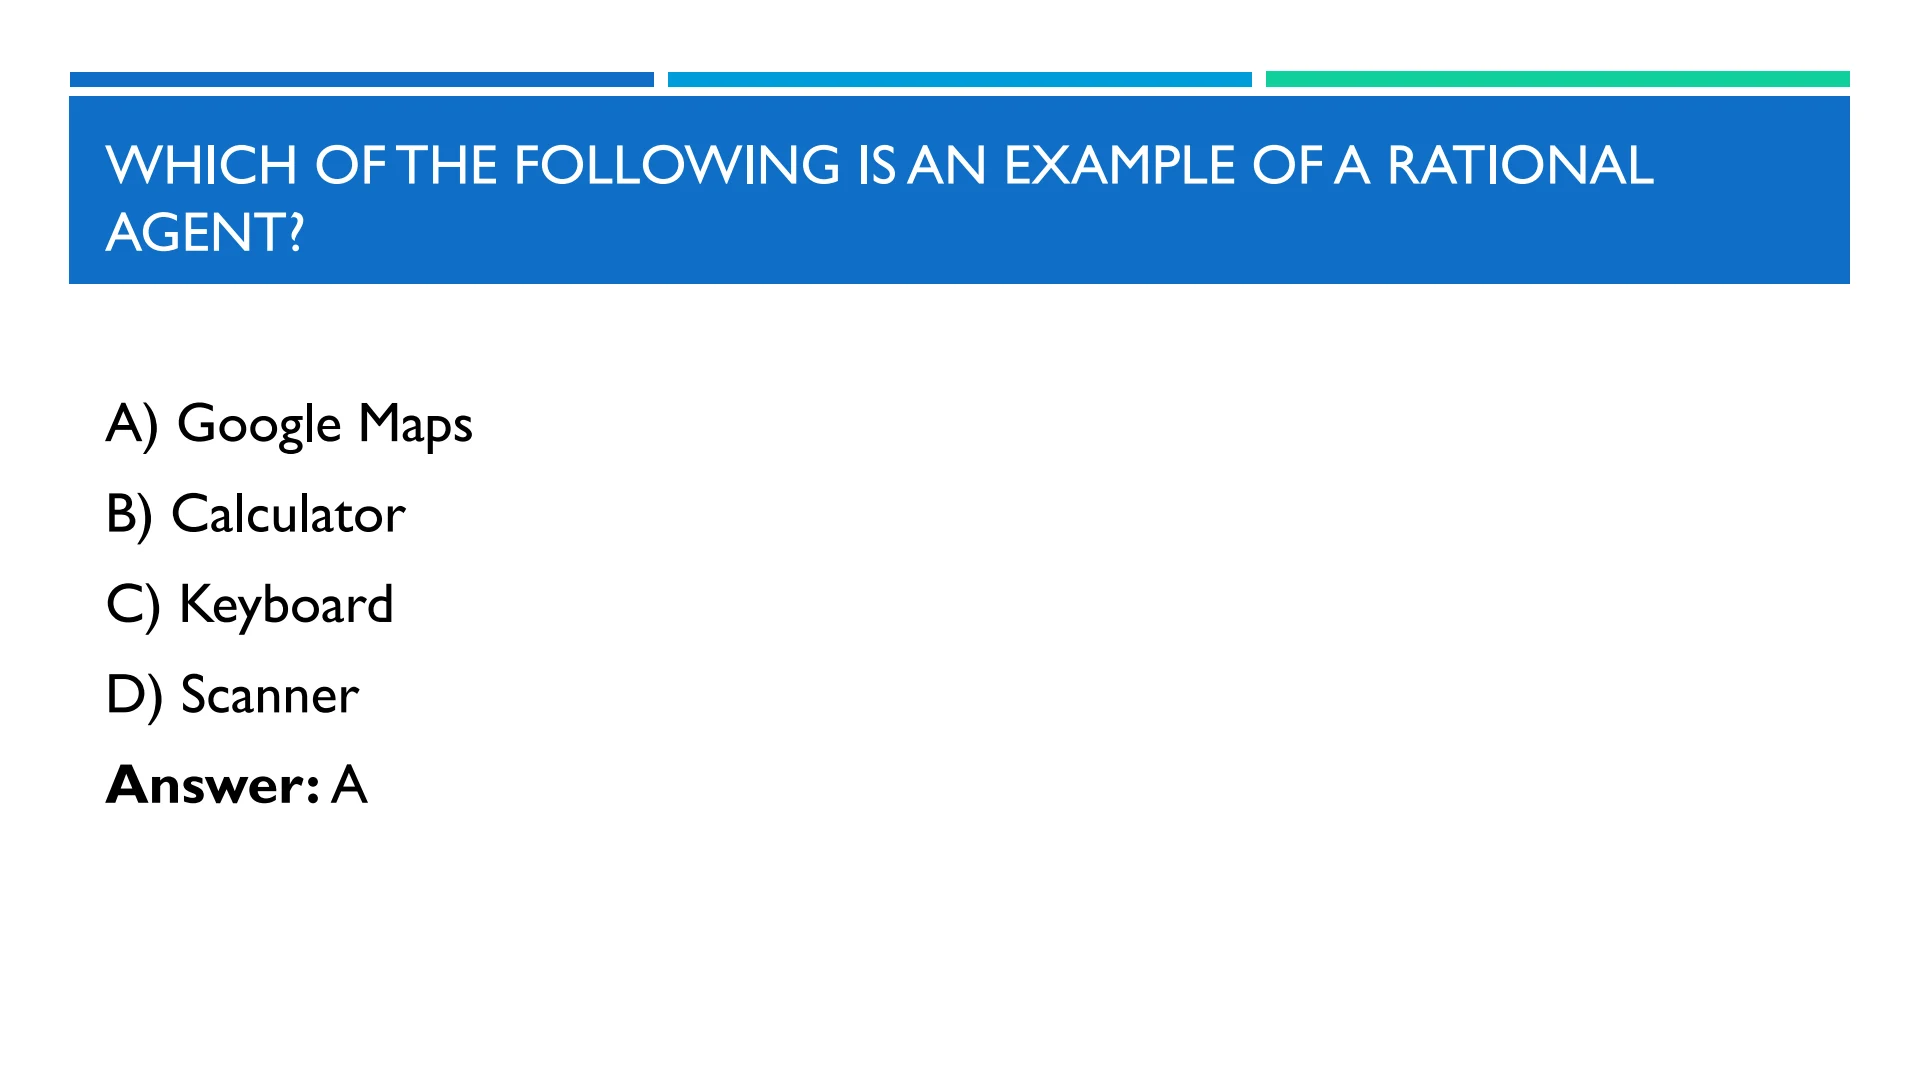 WHICH OF THE FOLLOWING IS AN EXAMPLE OF A RATIONAL
AGENT?
A) Google Maps
B) Calculator
C) Keyboard
D) Scanner
Answer: A